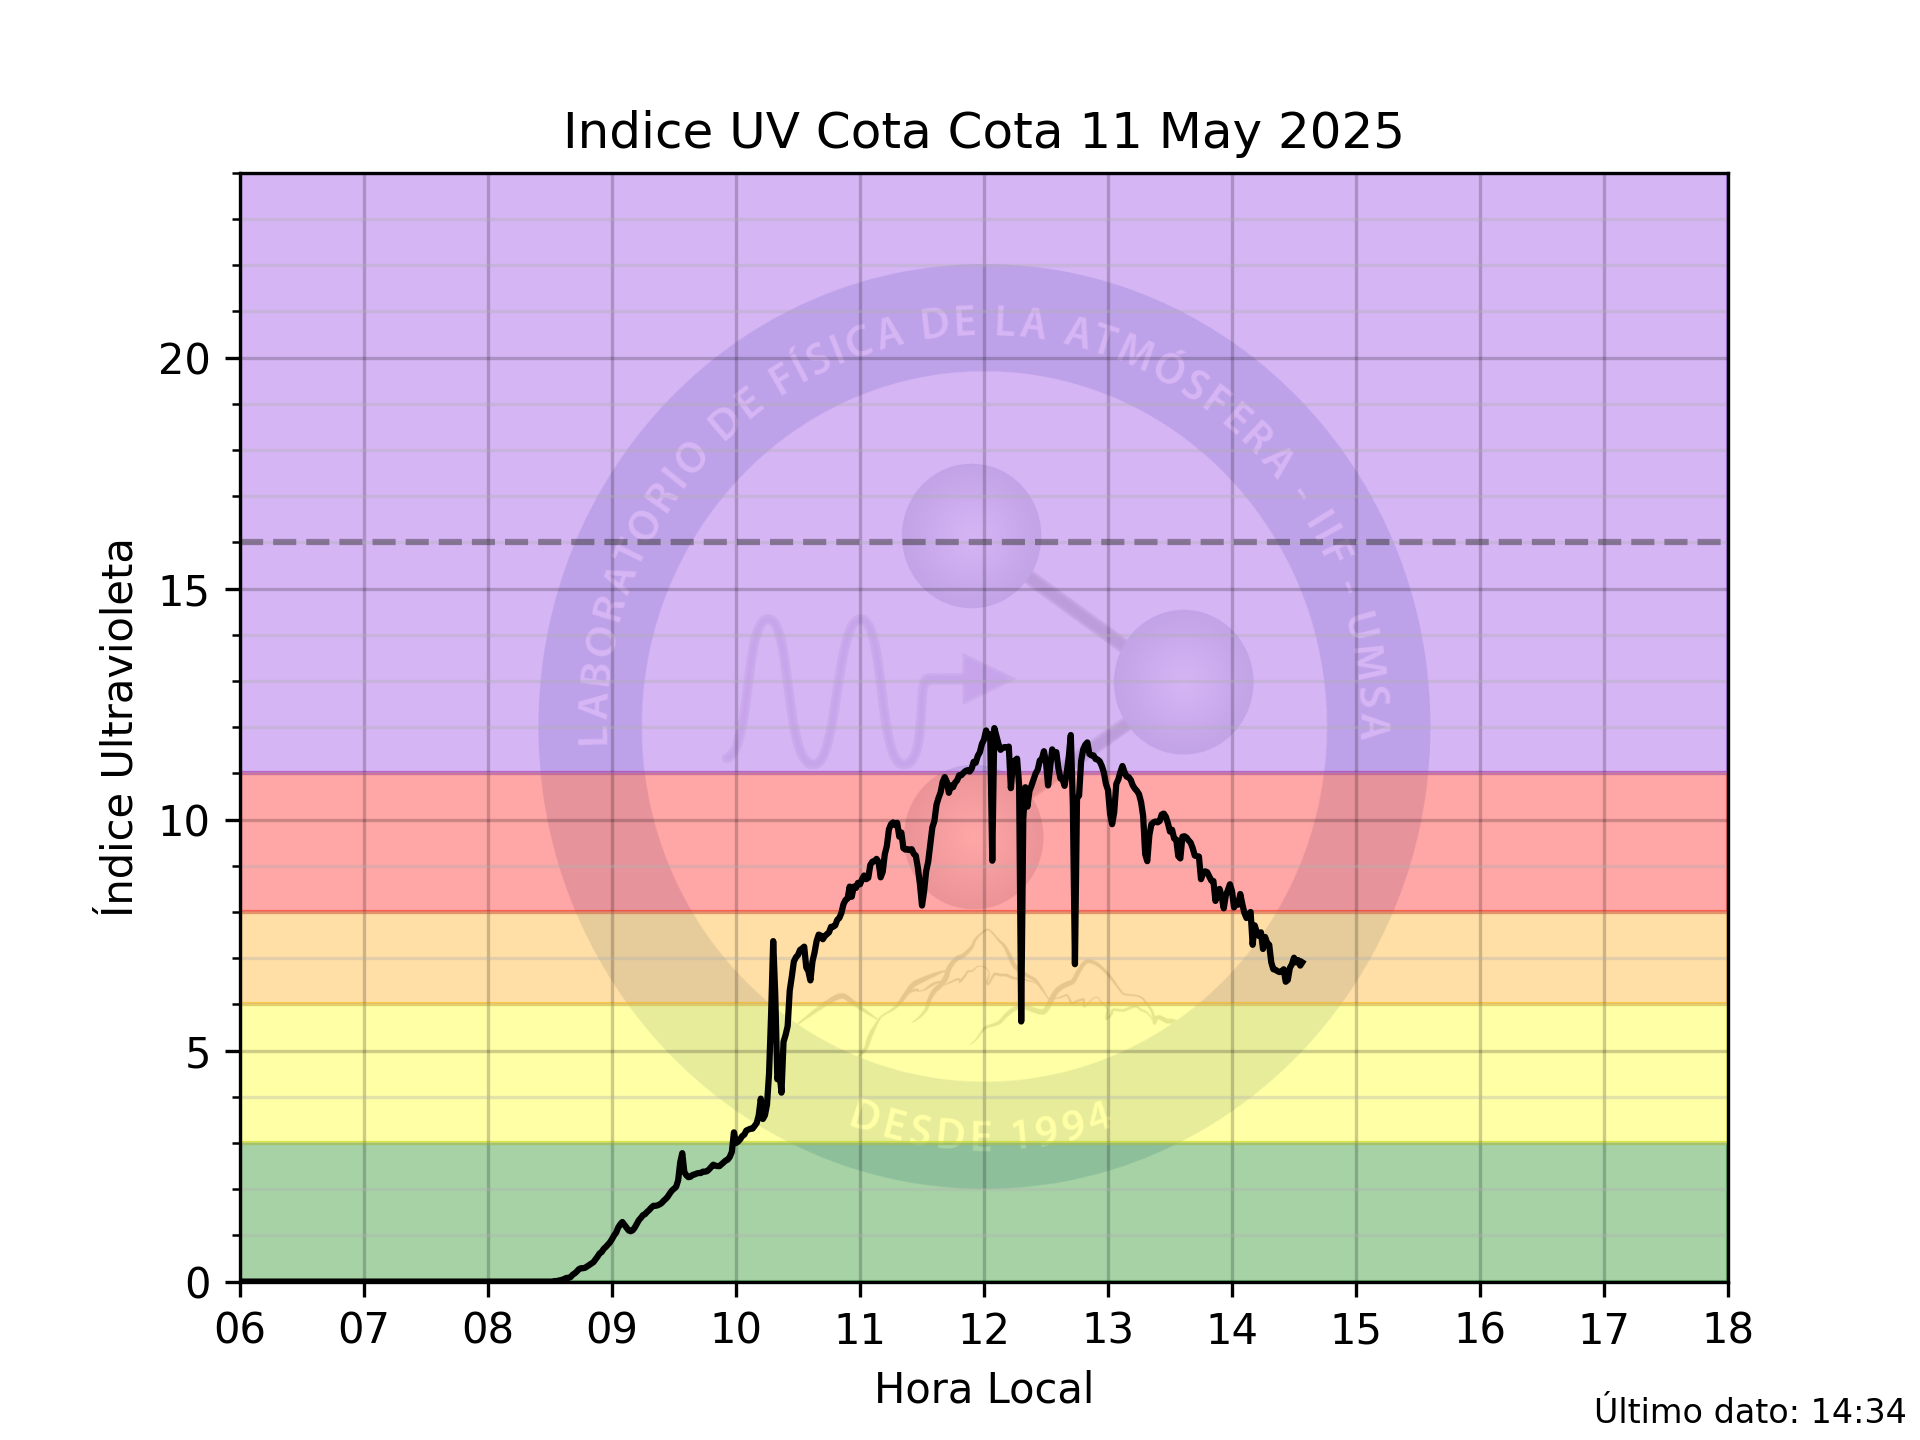 Indice UV Cota Cota 11 May 2025
20
15
10
5
0
Índice Ultravioleta
LABORATORIO DE FÍSICA DE LA ATMÓSFERA - IIF - UMSA
DESDE 1994
06 07 08 09 10 11 12 13 14 15 16 17 18
Hora Local
Último dato: 14:34